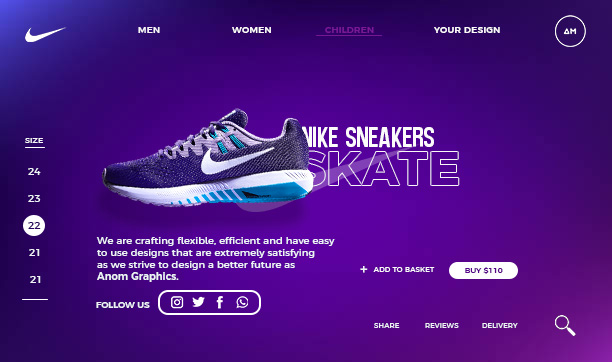 MEN
WOMEN
CHILDREN
YOUR DESIGN
AM
SIZE
24
23
22
21
21
NIKE SNEAKERS
SKATE
We are crafting flexible, efficient and have easy
to use designs that are extremely satisfying
as we strive to design a better future as
Anom Graphics.
+ ADD TO BASKET
BUY $110
FOLLOW US
SHARE
REVIEWS
DELIVERY